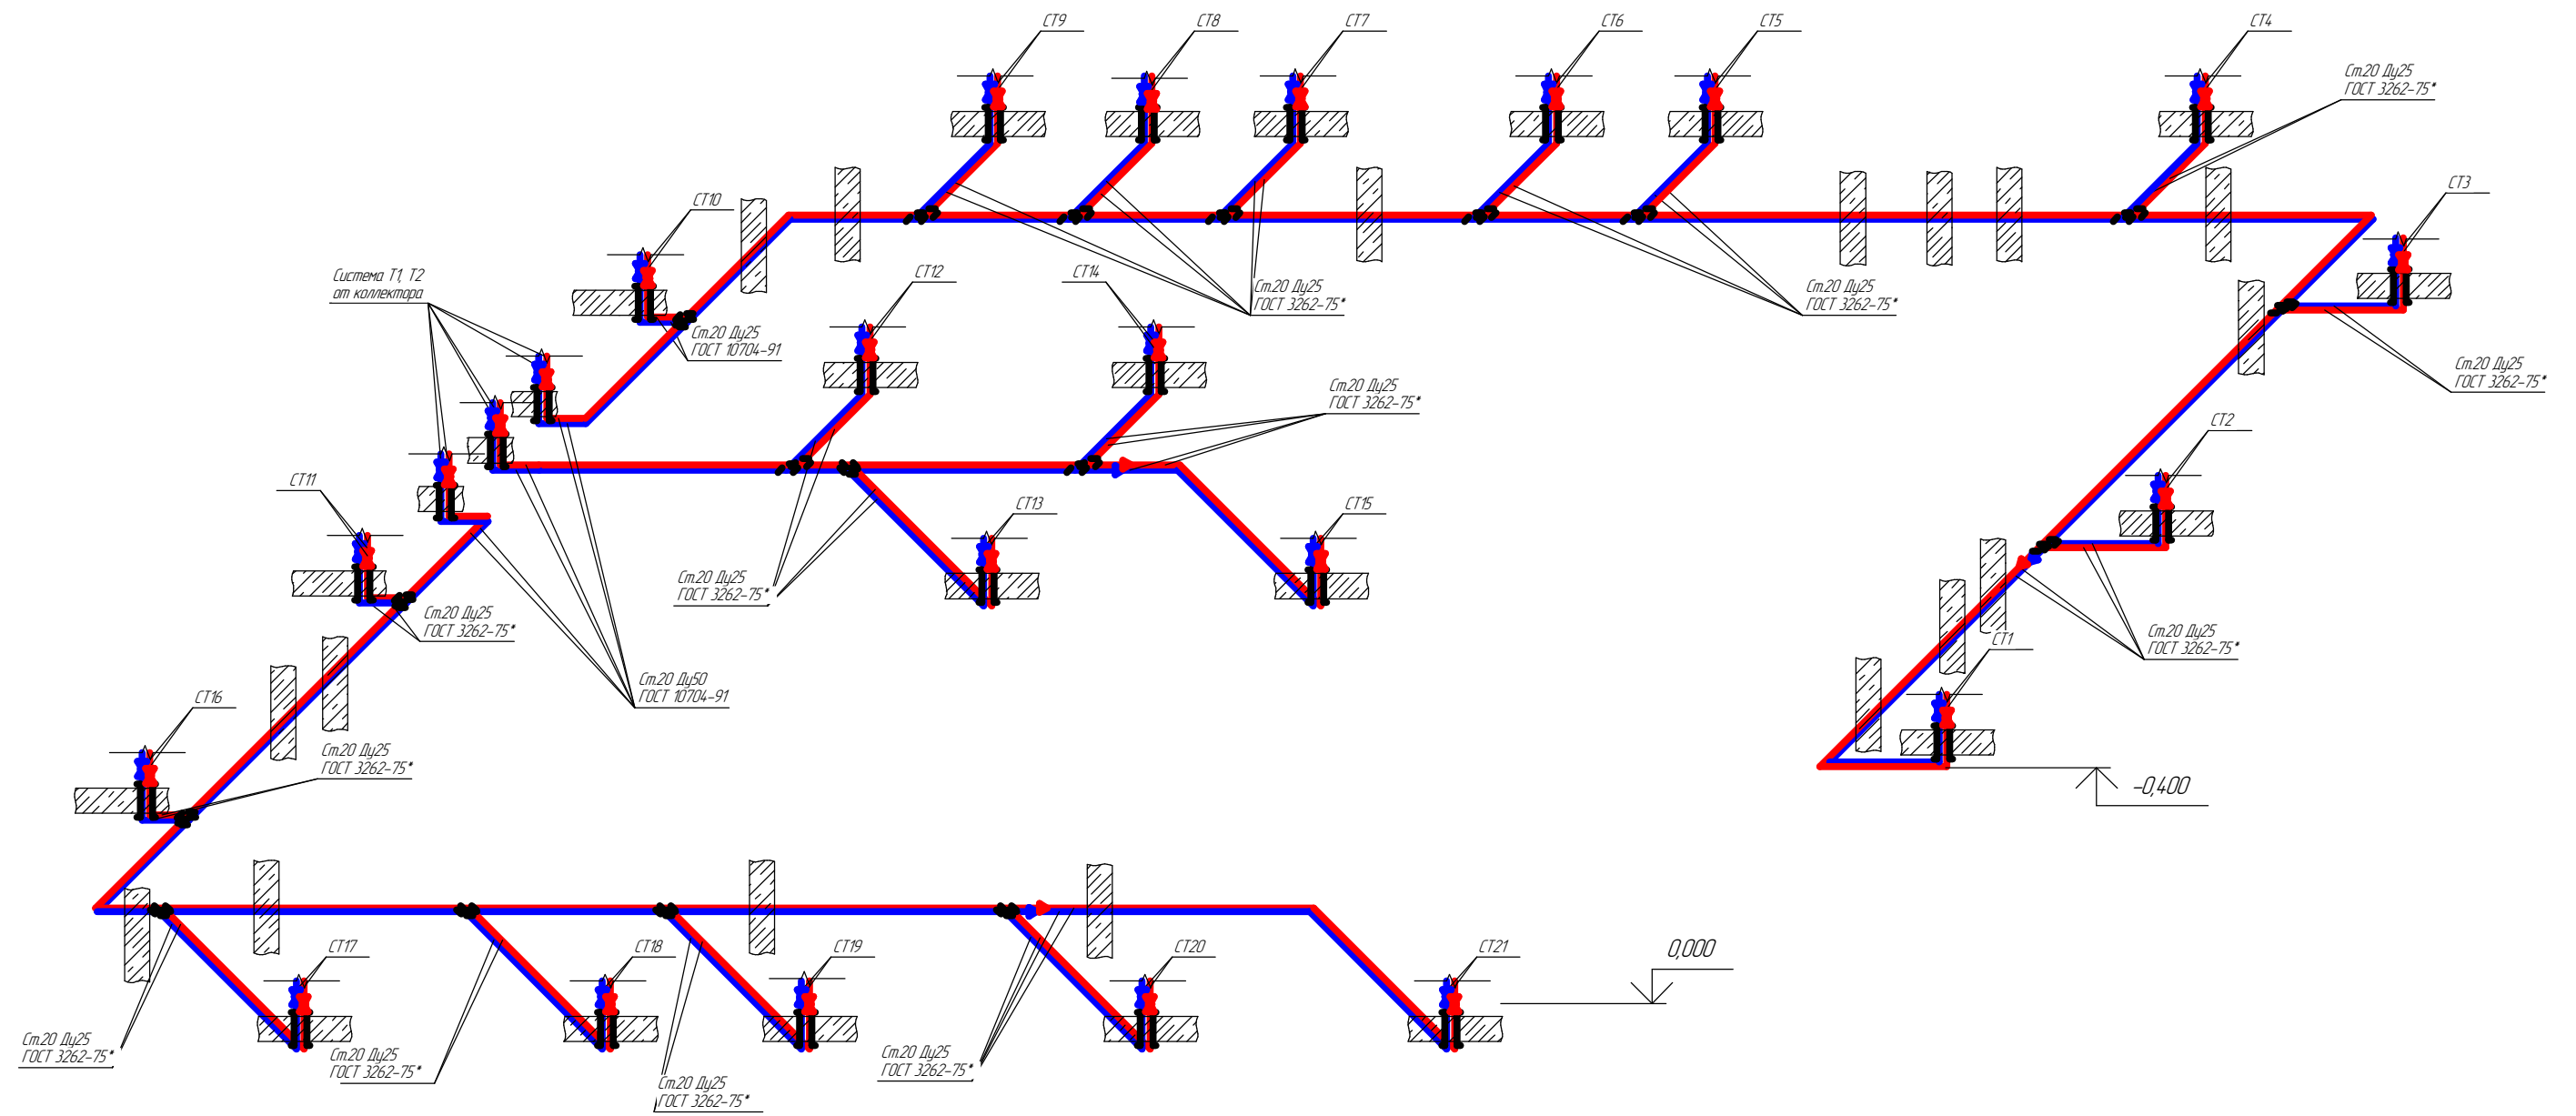 СТ9
СТ8
СТ7
СТ6
СТ5
СТ4
Ст.20 Ду25
ГОСТ 3262-75*
СТ3
СТ10
Система Т1, Т2
от коллектора
СТ12
СТ14
Ст.20 Ду25
ГОСТ 3262-75*
Ст.20 Ду25
ГОСТ 3262-75*
Ст.20 Ду25
ГОСТ 10704-91
Ст.20 Ду25
ГОСТ 3262-75*
Ст.20 Ду25
ГОСТ 3262-75*
СТ2
СТ11
СТ13
СТ15
Ст.20 Ду25
ГОСТ 3262-75*
Ст.20 Ду25
ГОСТ 3262-75*
СТ1
Ст.20 Ду25
ГОСТ 3262-75*
СТ16
Ст.20 Ду50
ГОСТ 10704-91
Ст.20 Ду25
ГОСТ 3262-75*
-0,400
СТ17
СТ18
СТ19
СТ20
СТ21
0,000
Ст.20 Ду25
ГОСТ 3262-75*
Ст.20 Ду25
ГОСТ 3262-75*
Ст.20 Ду25
ГОСТ 3262-75*
Ст.20 Ду25
ГОСТ 3262-75*